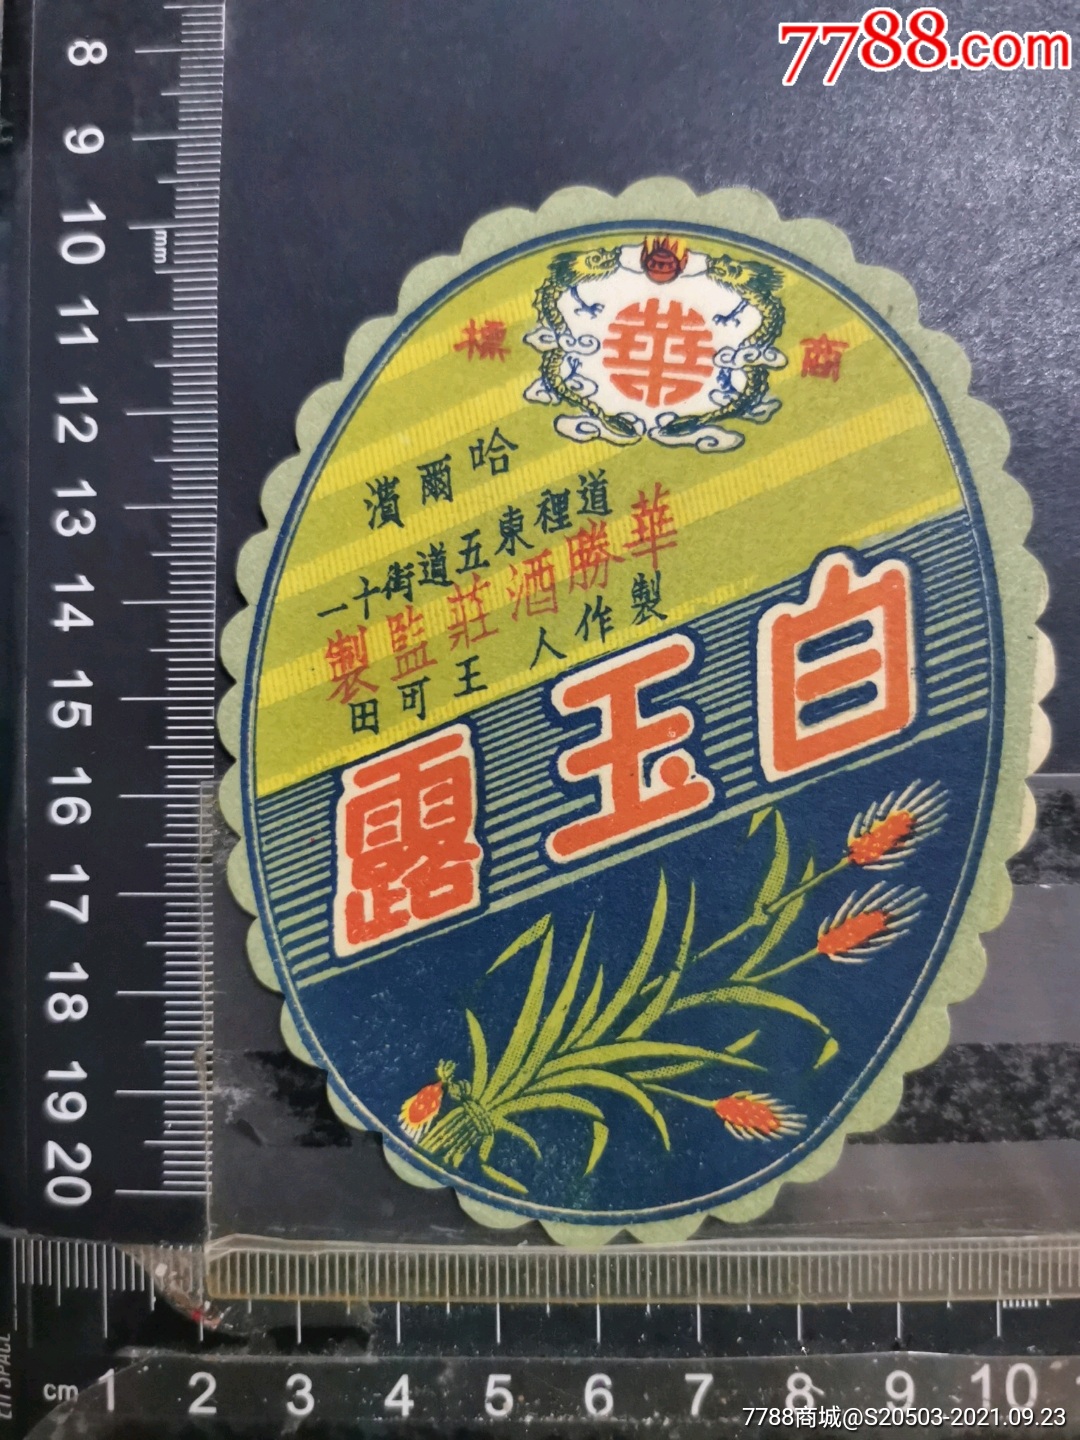 7788.com
商標
華
哈爾濱
道裡東五道街十一
華勝酒莊監製
製作人王可田
白玉露
8
9
10
mm
11
12
13
14
15
16
17
18
19
20
cm 1 2 3 4 5 6 7 8 9 10
7788商城@S20503-2021.09.23